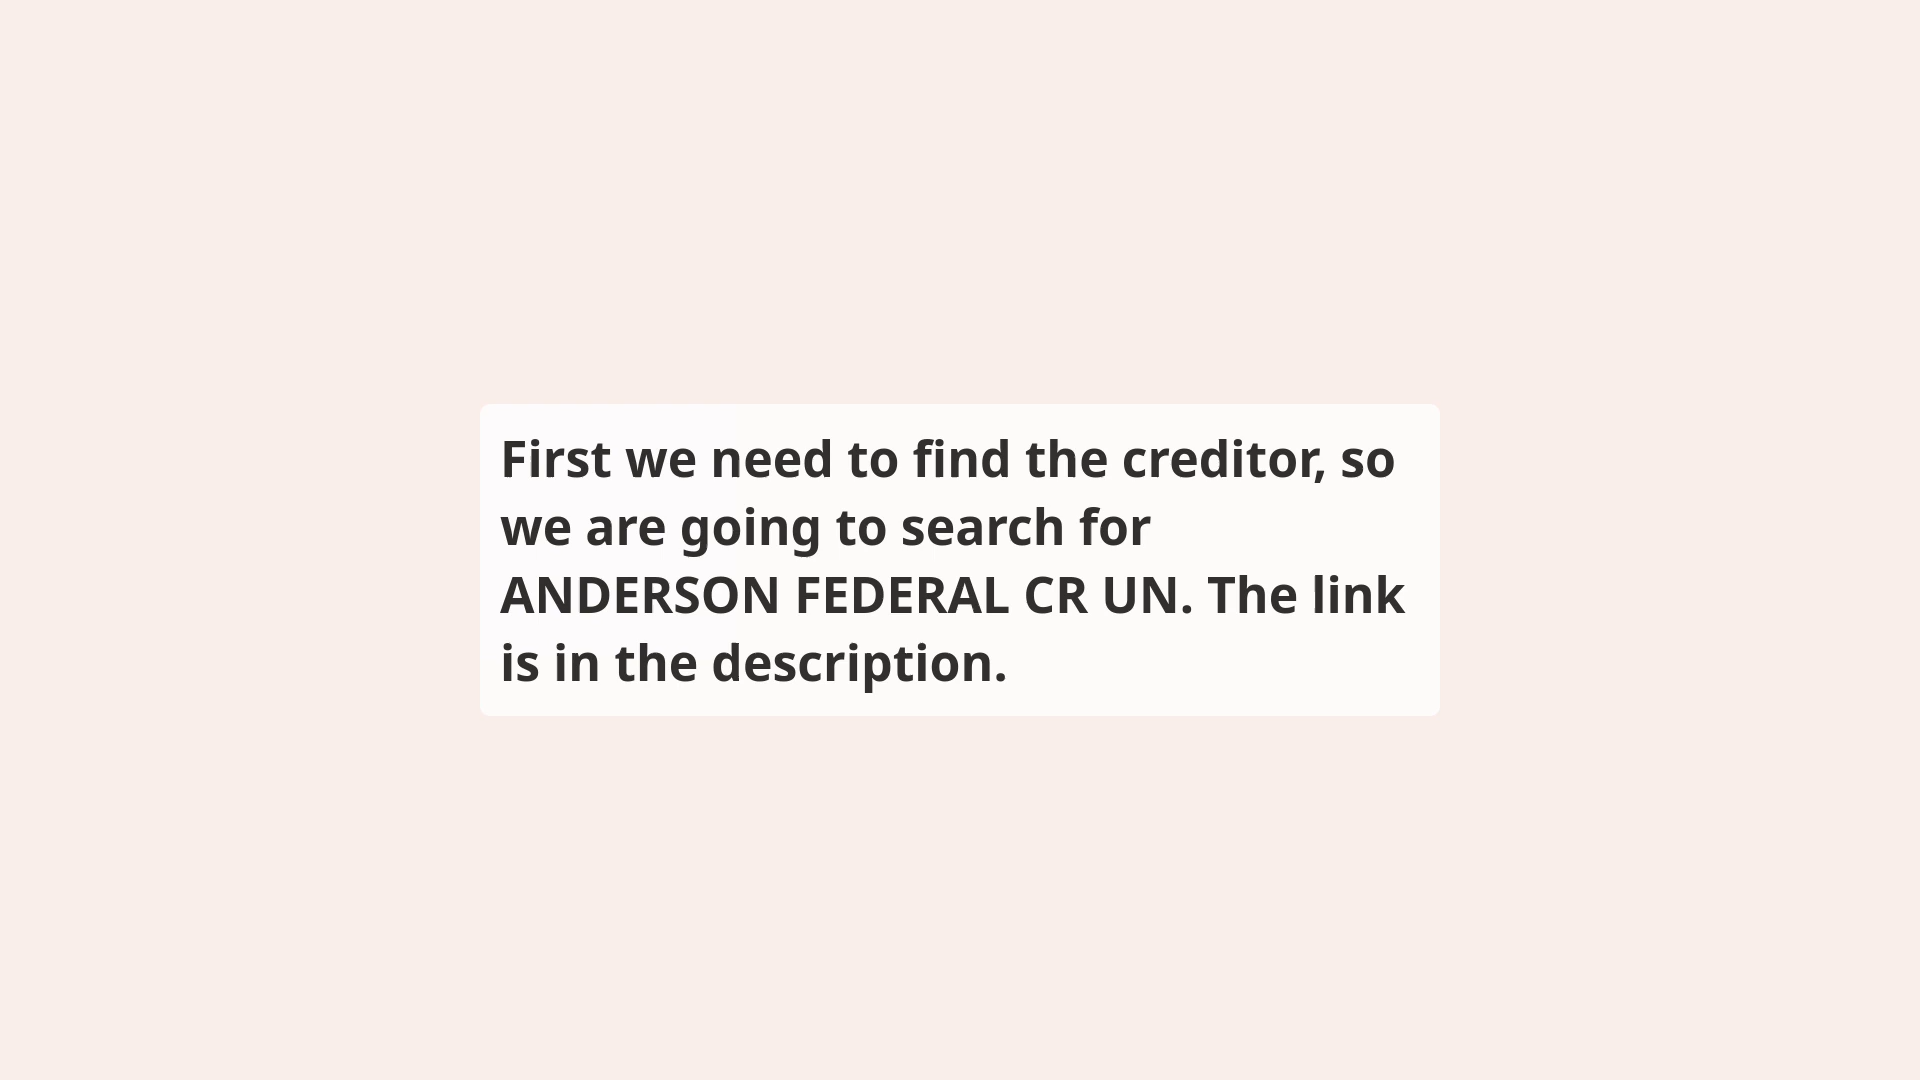 First we need to find the creditor, so
we are going to search for
ANDERSON FEDERAL CR UN. The link
is in the description.